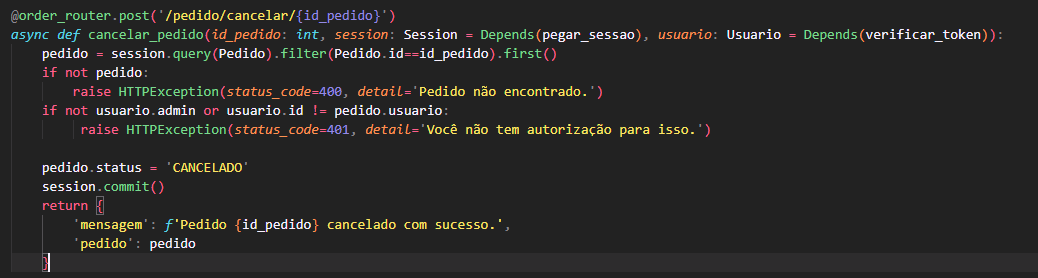 @order_router.post('/pedido/cancelar/{id_pedido}')
async def cancelar_pedido(id_pedido: int, session: Session = Depends(pegar_sessao), usuario: Usuario = Depends(verificar_token)):
    pedido = session.query(Pedido).filter(Pedido.id==id_pedido).first()
    if not pedido:
        raise HTTPException(status_code=400, detail='Pedido não encontrado.')
    if not usuario.admin or usuario.id != pedido.usuario:
         raise HTTPException(status_code=401, detail='Você não tem autorização para isso.')

    pedido.status = 'CANCELADO'
    session.commit()
    return {
        'mensagem': f'Pedido {id_pedido} cancelado com sucesso.',
        'pedido': pedido
    }